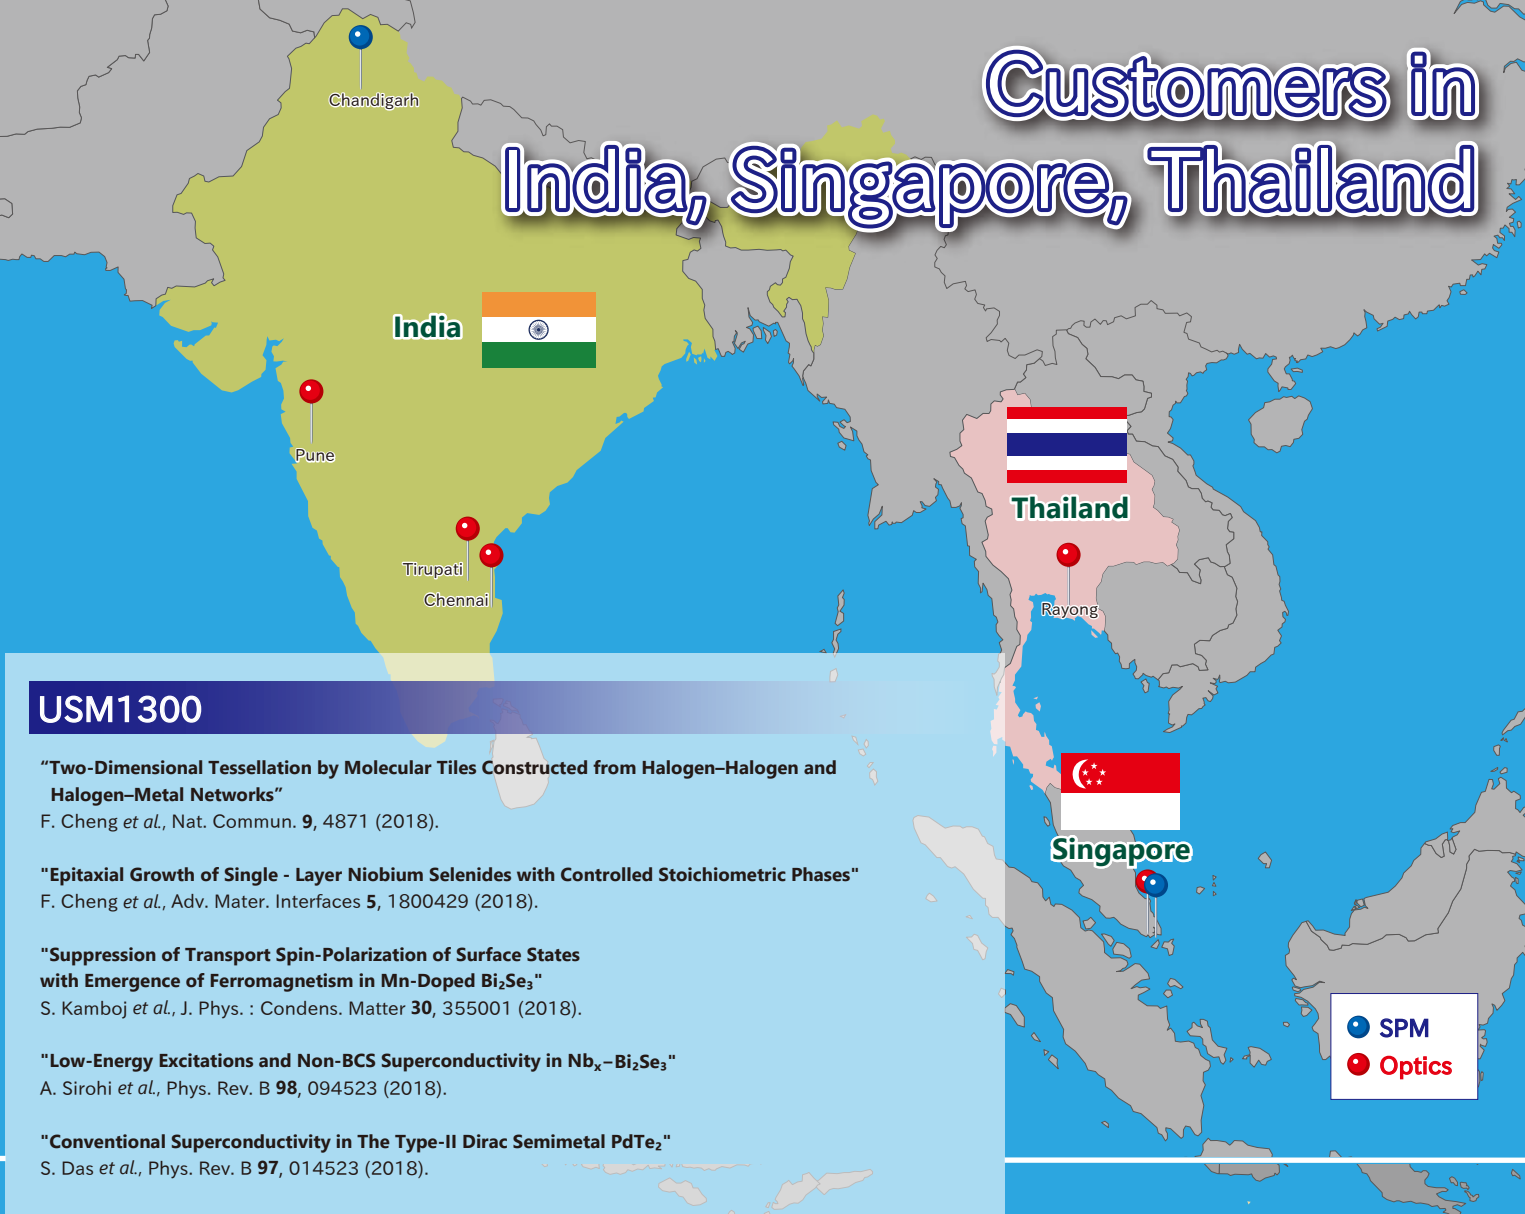 Customers in
India, Singapore, Thailand
Chandigarh
India
Pune
Tirupati
Chennai
Thailand
Rayong
Singapore
SPM
Optics
USM1300
“Two-Dimensional Tessellation by Molecular Tiles Constructed from Halogen–Halogen and
Halogen–Metal Networks”
F. Cheng et al., Nat. Commun. 9, 4871 (2018).
"Epitaxial Growth of Single - Layer Niobium Selenides with Controlled Stoichiometric Phases"
F. Cheng et al., Adv. Mater. Interfaces 5, 1800429 (2018).
"Suppression of Transport Spin-Polarization of Surface States
with Emergence of Ferromagnetism in Mn-Doped Bi₂Se₃"
S. Kamboj et al., J. Phys. : Condens. Matter 30, 355001 (2018).
"Low-Energy Excitations and Non-BCS Superconductivity in Nbₓ–Bi₂Se₃"
A. Sirohi et al., Phys. Rev. B 98, 094523 (2018).
"Conventional Superconductivity in The Type-II Dirac Semimetal PdTe₂"
S. Das et al., Phys. Rev. B 97, 014523 (2018).